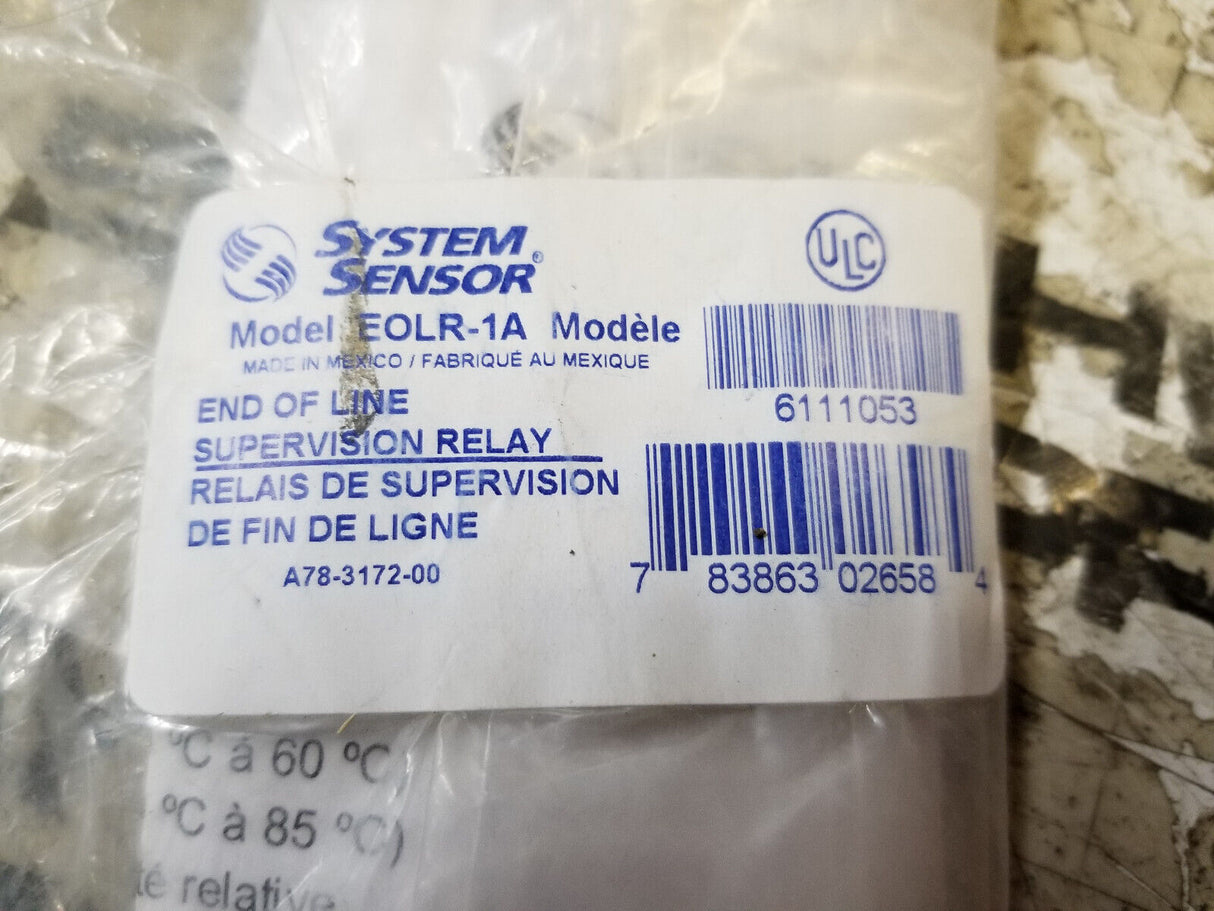 SYSTEM
SENSOR®
ULC
Model EOLR-1A Modèle
MADE IN MEXICO / FABRIQUÉ AU MEXIQUE
6111053
END OF LINE
SUPERVISION RELAY
RELAIS DE SUPERVISION
DE FIN DE LIGNE
A78-3172-00
7 83863 02658 4
°C à 60 °C
°C à 85 °C)
relative